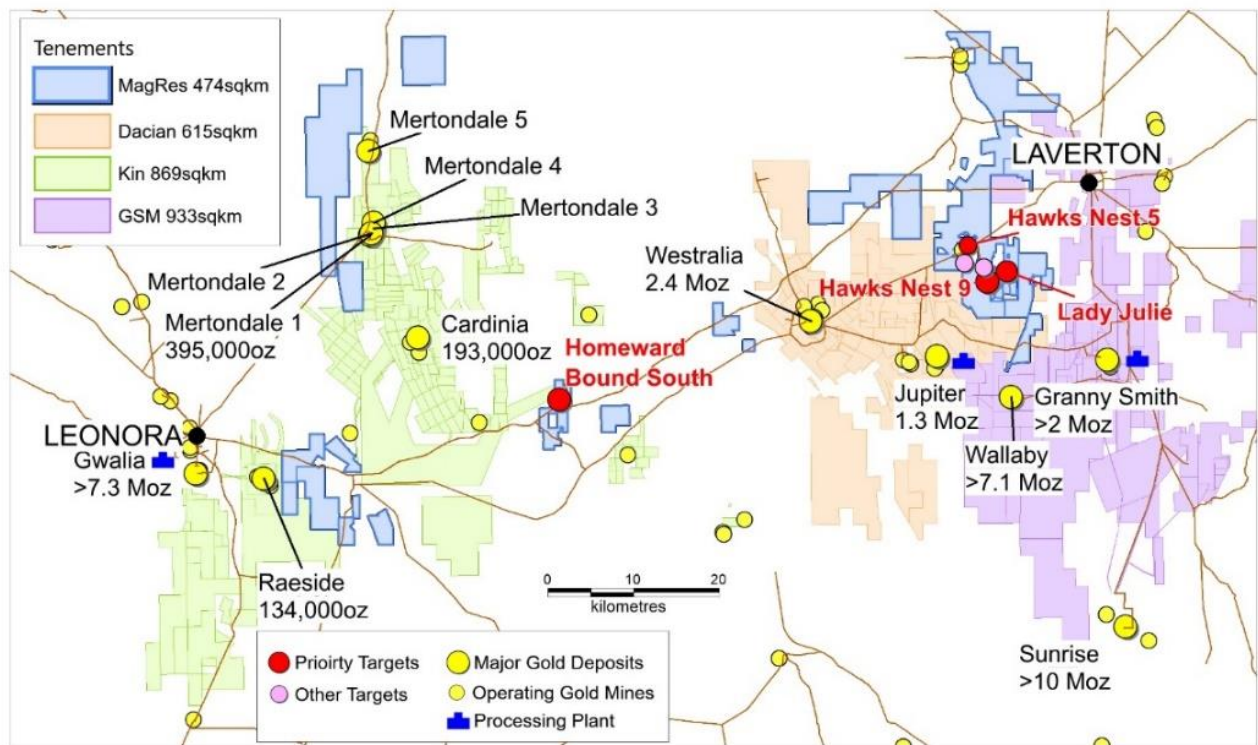 Tenements
MagRes 474sqkm
Dacian 615sqkm
Kin 869sqkm
GSM 933sqkm
Mertondale 5
Mertondale 4
Mertondale 3
Mertondale 2
Mertondale 1
395,000oz
Cardinia
193,000oz
Homeward
Bound South
Westralia
2.4 Moz
LAVERTON
Hawks Nest 5
Hawks Nest 9
Lady Julie
Jupiter
1.3 Moz
Granny Smith
>2 Moz
Wallaby
>7.1 Moz
LEONORA
Gwalia
>7.3 Moz
Raeside
134,000oz
Sunrise
>10 Moz
0 10 20
kilometres
Prioirty Targets
Other Targets
Major Gold Deposits
Operating Gold Mines
Processing Plant